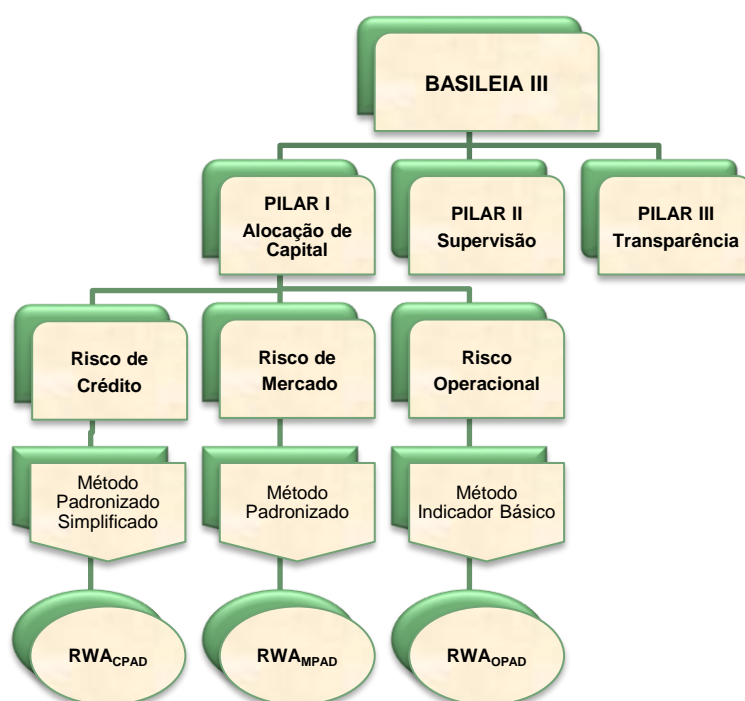 BASILEIA III
PILAR I
Alocação de
Capital
PILAR II
Supervisão
PILAR III
Transparência
Risco de
Crédito
Risco de
Mercado
Risco
Operacional
Método
Padronizado
Simplificado
Método
Padronizado
Método
Indicador Básico
RWACPAD
RWAMPAD
RWAOPAD